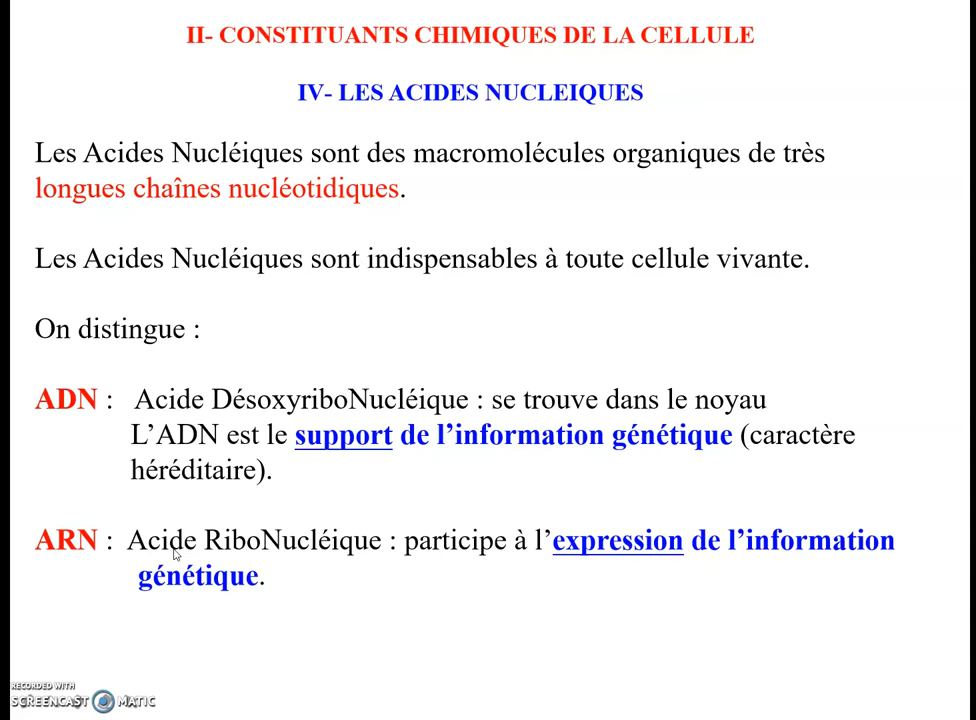 II- CONSTITUANTS CHIMIQUES DE LA CELLULE
IV- LES ACIDES NUCLEIQUES
Les Acides Nucléiques sont des macromolécules organiques de très
longues chaînes nucléotidiques.
Les Acides Nucléiques sont indispensables à toute cellule vivante.
On distingue :
ADN : Acide DésoxyriboNucléique : se trouve dans le noyau
L’ADN est le support de l’information génétique (caractère
héréditaire).
ARN : Acide RiboNucléique : participe à l’expression de l’information
génétique.
RECORDED WITH
SCREENCAST MATIC